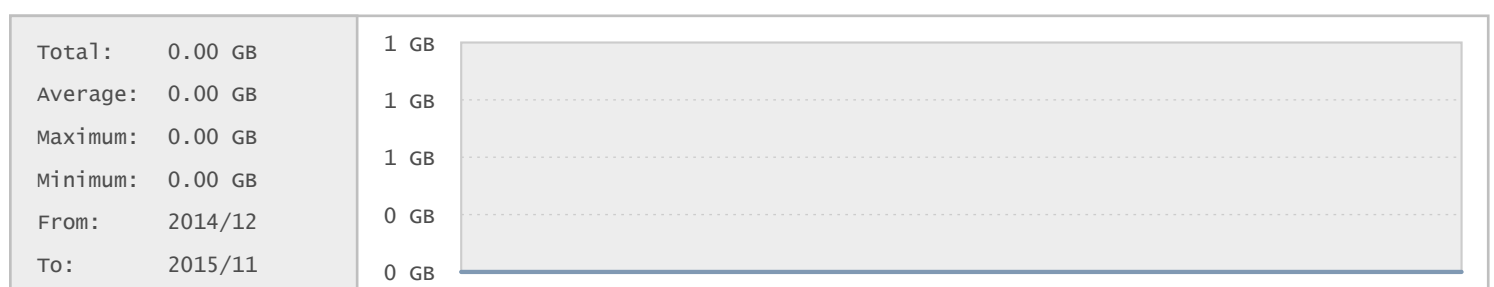 Total: 0.00 GB
Average: 0.00 GB
Maximum: 0.00 GB
Minimum: 0.00 GB
From: 2014/12
To: 2015/11
1 GB
1 GB
1 GB
0 GB
0 GB